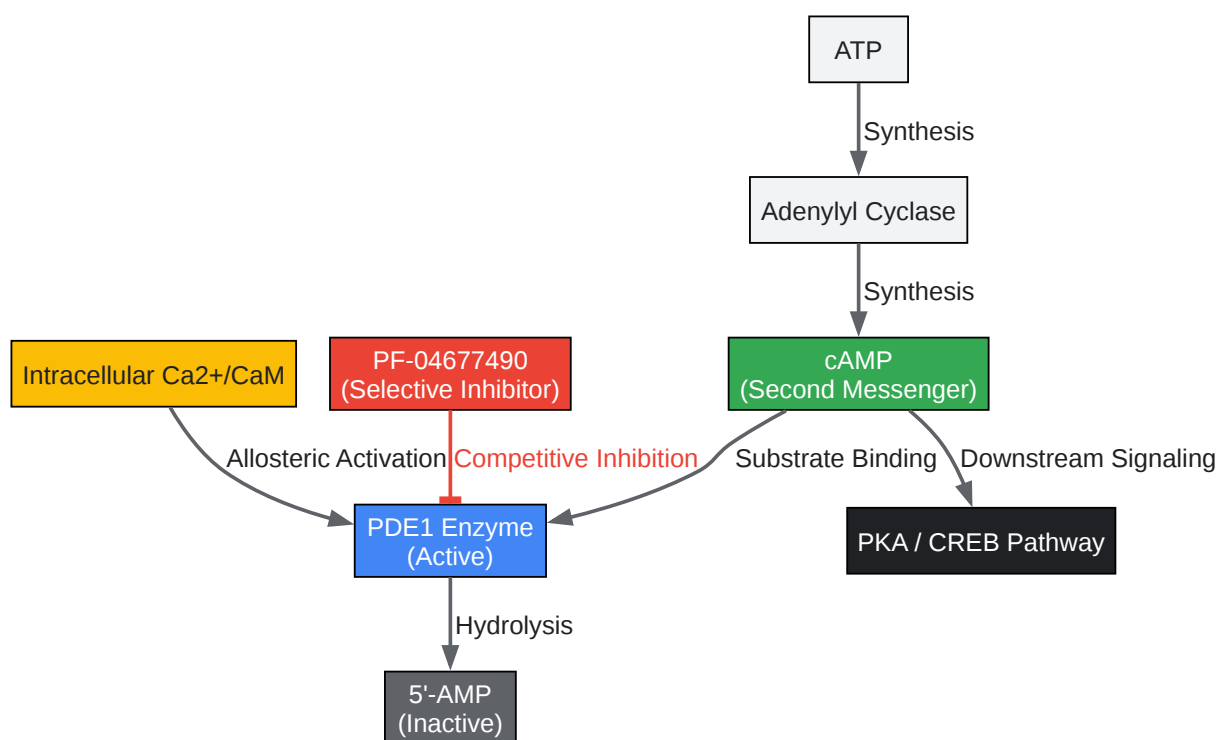 ATP
Synthesis
Adenylyl Cyclase
Synthesis
Intracellular Ca2+/CaM
PF-04677490
(Selective Inhibitor)
cAMP
(Second Messenger)
Allosteric Activation
Competitive Inhibition
Substrate Binding
Downstream Signaling
PDE1 Enzyme
(Active)
PKA / CREB Pathway
Hydrolysis
5'-AMP
(Inactive)